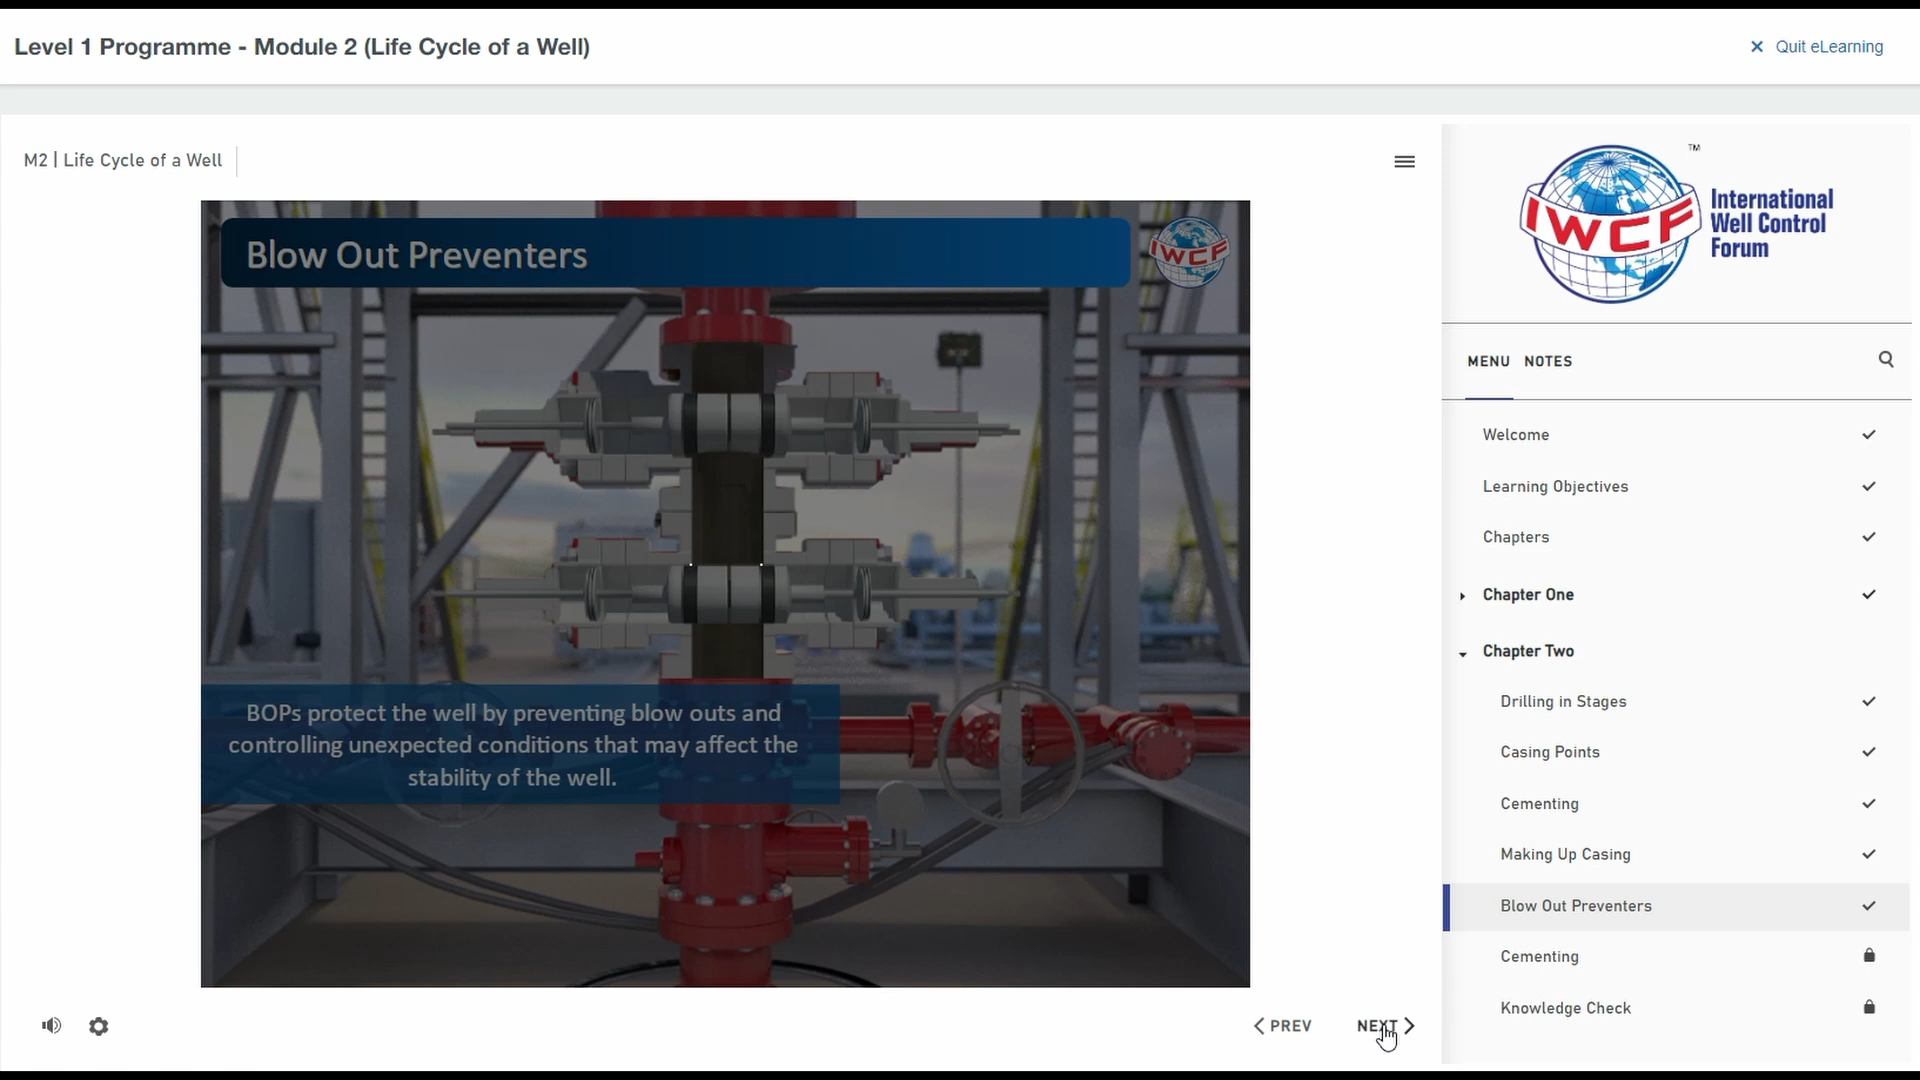 Level 1 Programme - Module 2 (Life Cycle of a Well)
Quit eLearning
M2 | Life Cycle of a Well
Blow Out Preventers
IWCF
BOPs protect the well by preventing blow outs and
controlling unexpected conditions that may affect the
stability of the well.
PREV
NEXT
TM
IWCF
International
Well Control
Forum
MENU NOTES
Welcome
Learning Objectives
Chapters
Chapter One
Chapter Two
Drilling in Stages
Casing Points
Cementing
Making Up Casing
Blow Out Preventers
Cementing
Knowledge Check